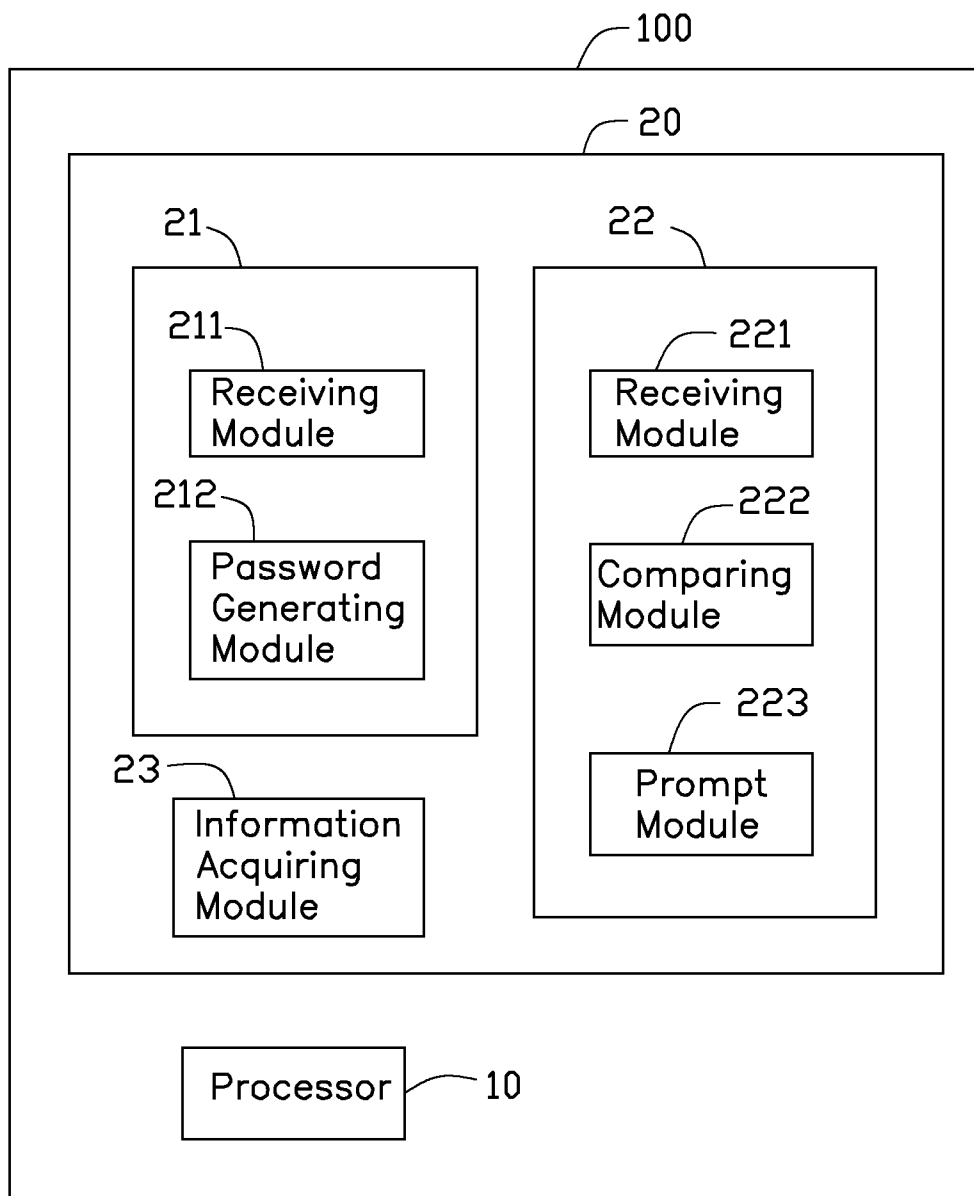 100
20
21
22
211
Receiving
Module
221
Receiving
Module
212
Password
Generating
Module
222
Comparing
Module
223
Prompt
Module
23
Information
Acquiring
Module
Processor
10